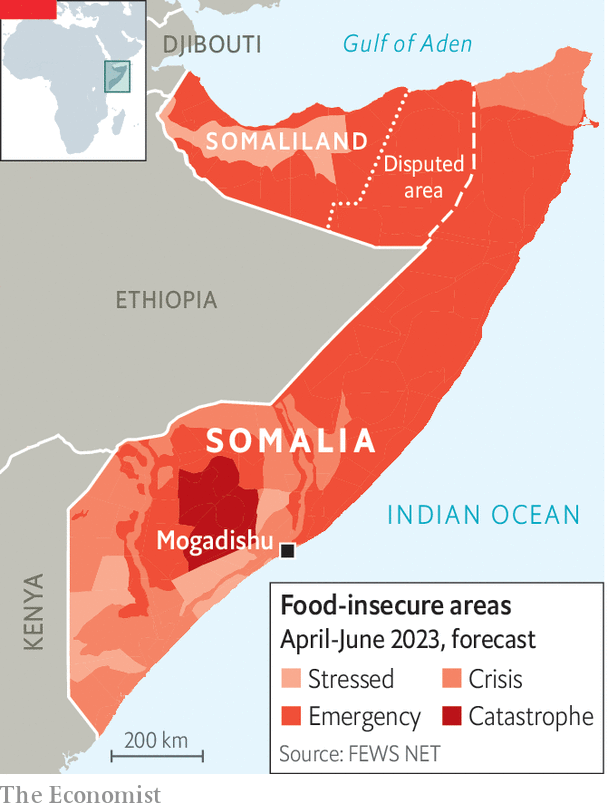 DJIBOUTI
Gulf of Aden
SOMALILAND
Disputed
area
ETHIOPIA
SOMALIA
INDIAN OCEAN
Mogadishu
KENYA
Food-insecure areas
April-June 2023, forecast
Stressed
Crisis
Emergency
Catastrophe
Source: FEWS NET
200 km
The Economist